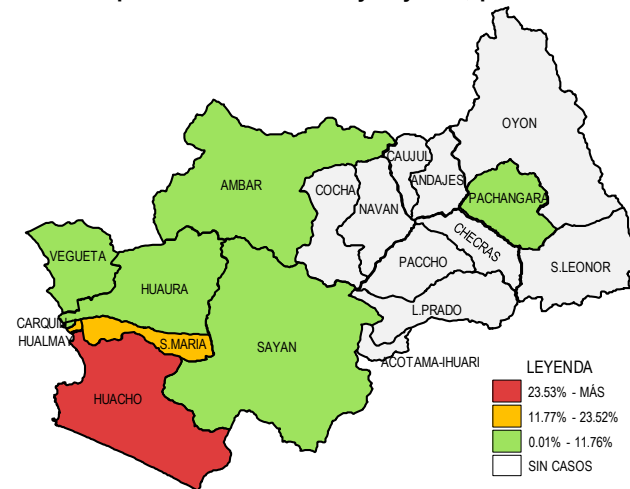 OYON
CAUJUL
AMBAR
ANDAJES
COCHA
PACHANGARA
NAVAN
CHECRAS
VEGUETA
PACCHO
S.LEONOR
HUAURA
L.PRADO
CARQUIN
HUALMAY
S.MARIA
SAYAN
ACOTAMA-IHUARI
HUACHO
LEYENDA
23.53% - MÁS
11.77% - 23.52%
0.01% - 11.76%
SIN CASOS